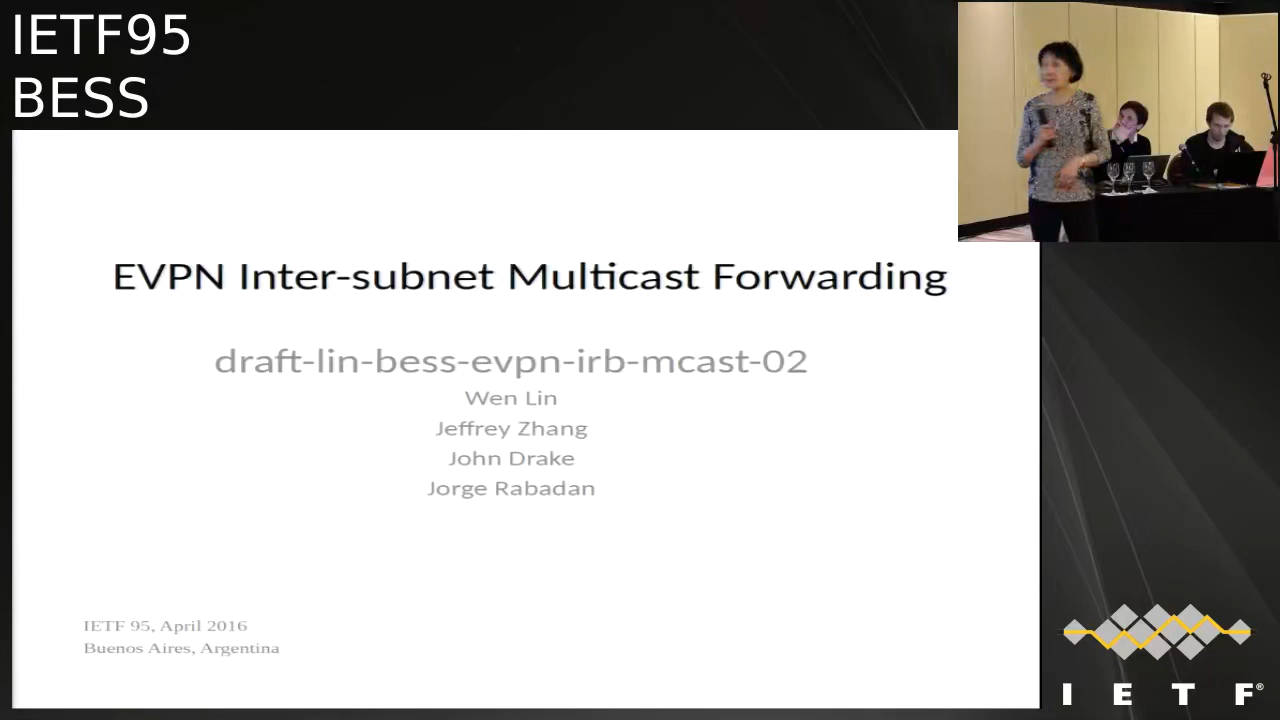 IETF95
BESS
EVPN Inter-subnet Multicast Forwarding
draft-lin-bess-evpn-irb-mcast-02
Wen Lin
Jeffrey Zhang
John Drake
Jorge Rabadan
IETF 95, April 2016
Buenos Aires, Argentina
I E T F®